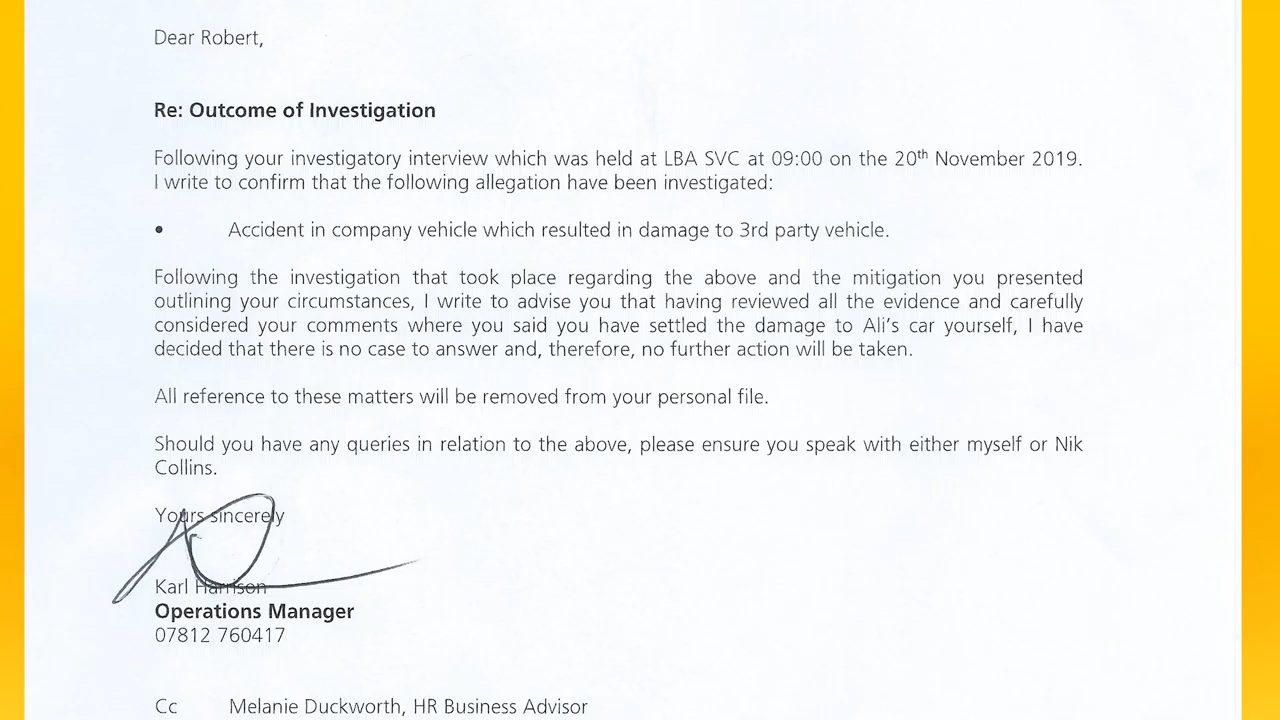 Dear Robert,
Re: Outcome of Investigation
Following your investigatory interview which was held at LBA SVC at 09:00 on the 20th November 2019.
I write to confirm that the following allegation have been investigated:
• Accident in company vehicle which resulted in damage to 3rd party vehicle.
Following the investigation that took place regarding the above and the mitigation you presented
outlining your circumstances, I write to advise you that having reviewed all the evidence and carefully
considered your comments where you said you have settled the damage to Ali's car yourself, I have
decided that there is no case to answer and, therefore, no further action will be taken.
All reference to these matters will be removed from your personal file.
Should you have any queries in relation to the above, please ensure you speak with either myself or Nik
Collins.
Yours sincerely
Karl Harrison
Operations Manager
07812 760417
Cc Melanie Duckworth, HR Business Advisor